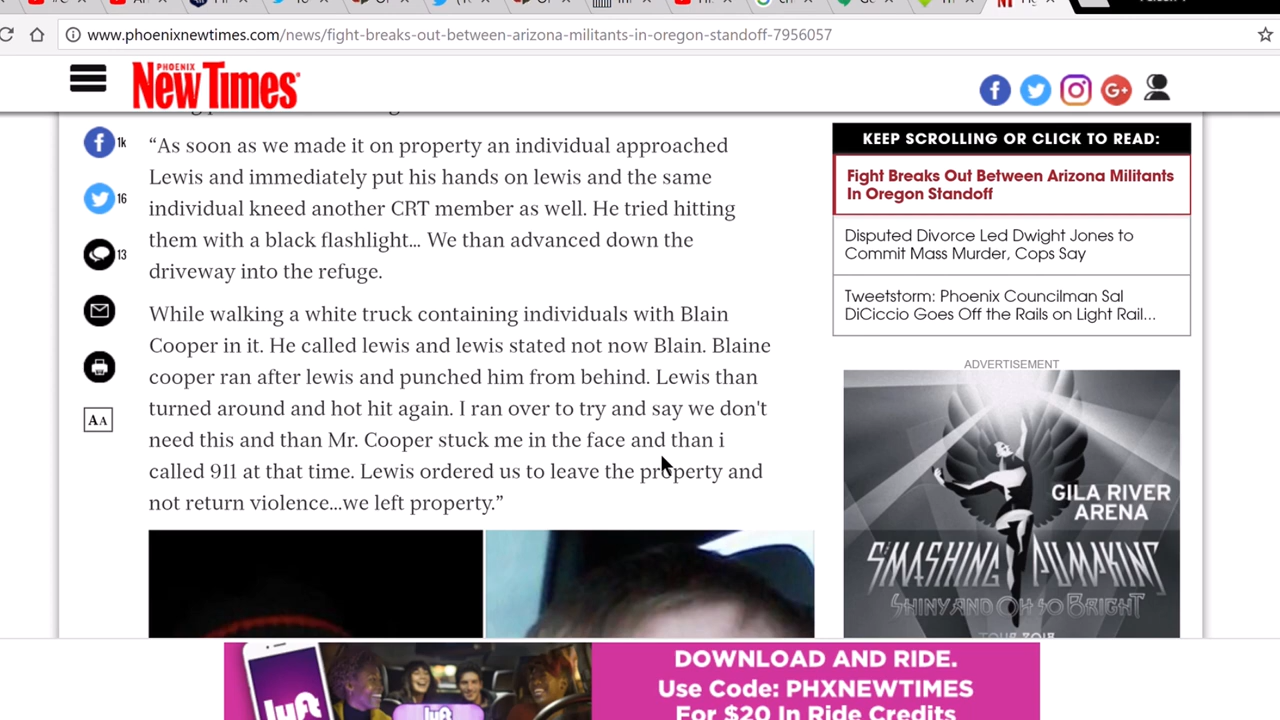 www.phoenixnewtimes.com/news/fight-breaks-out-between-arizona-militants-in-oregon-standoff-7956057
PHOENIX
New Times
1k
16
13
AA
“As soon as we made it on property an individual approached
Lewis and immediately put his hands on lewis and the same
individual kneed another CRT member as well. He tried hitting
them with a black flashlight... We than advanced down the
driveway into the refuge.
While walking a white truck containing individuals with Blain
Cooper in it. He called lewis and lewis stated not now Blain. Blaine
cooper ran after lewis and punched him from behind. Lewis than
turned around and hot hit again. I ran over to try and say we don't
need this and than Mr. Cooper stuck me in the face and than i
called 911 at that time. Lewis ordered us to leave the property and
not return violence...we left property.”
KEEP SCROLLING OR CLICK TO READ:
Fight Breaks Out Between Arizona Militants
In Oregon Standoff
Disputed Divorce Led Dwight Jones to
Commit Mass Murder, Cops Say
Tweetstorm: Phoenix Councilman Sal
DiCiccio Goes Off the Rails on Light Rail...
ADVERTISEMENT
GILA RIVER
ARENA
SMASHING PUMPKINS
SHINY AND OH SO BRIGHT
TOUR 2018
lyft
DOWNLOAD AND RIDE.
Use Code: PHXNEWTIMES
For $20 In Ride Credits